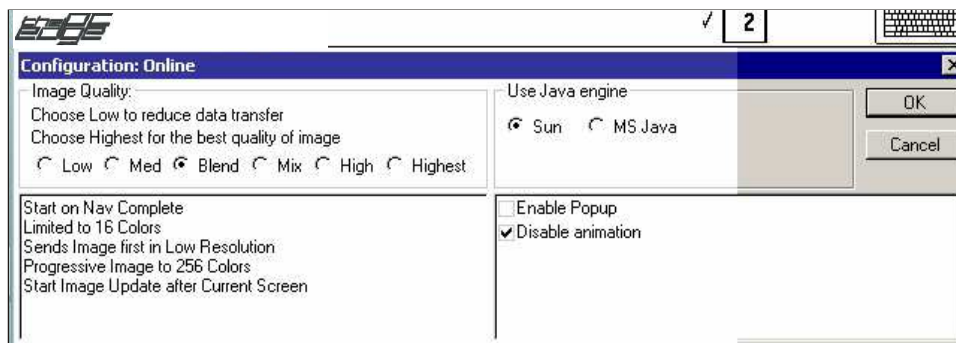 2
Configuration: Online
Image Quality:
Choose Low to reduce data transfer
Choose Highest for the best quality of image
Low Med Blend Mix High Highest
Use Java engine
Sun MS Java
OK
Cancel
Start on Nav Complete
Limited to 16 Colors
Sends Image first in Low Resolution
Progressive Image to 256 Colors
Start Image Update after Current Screen
Enable Popup
Disable animation